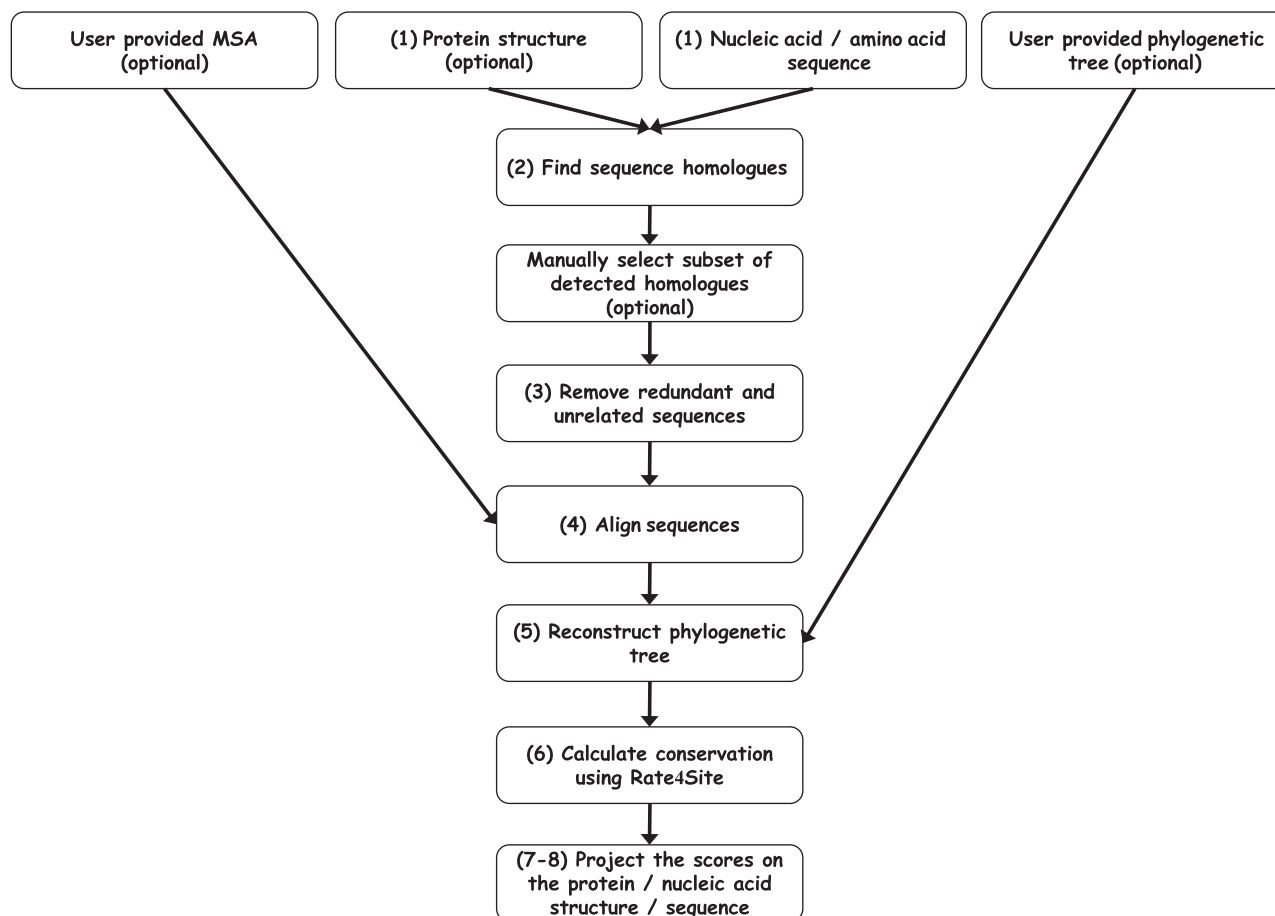 User provided MSA
(optional)
(1) Protein structure
(optional)
(1) Nucleic acid / amino acid
sequence
User provided phylogenetic
tree (optional)
(2) Find sequence homologues
Manually select subset of
detected homologues
(optional)
(3) Remove redundant and
unrelated sequences
(4) Align sequences
(5) Reconstruct phylogenetic
tree
(6) Calculate conservation
using Rate4Site
(7-8) Project the scores on
the protein / nucleic acid
structure / sequence